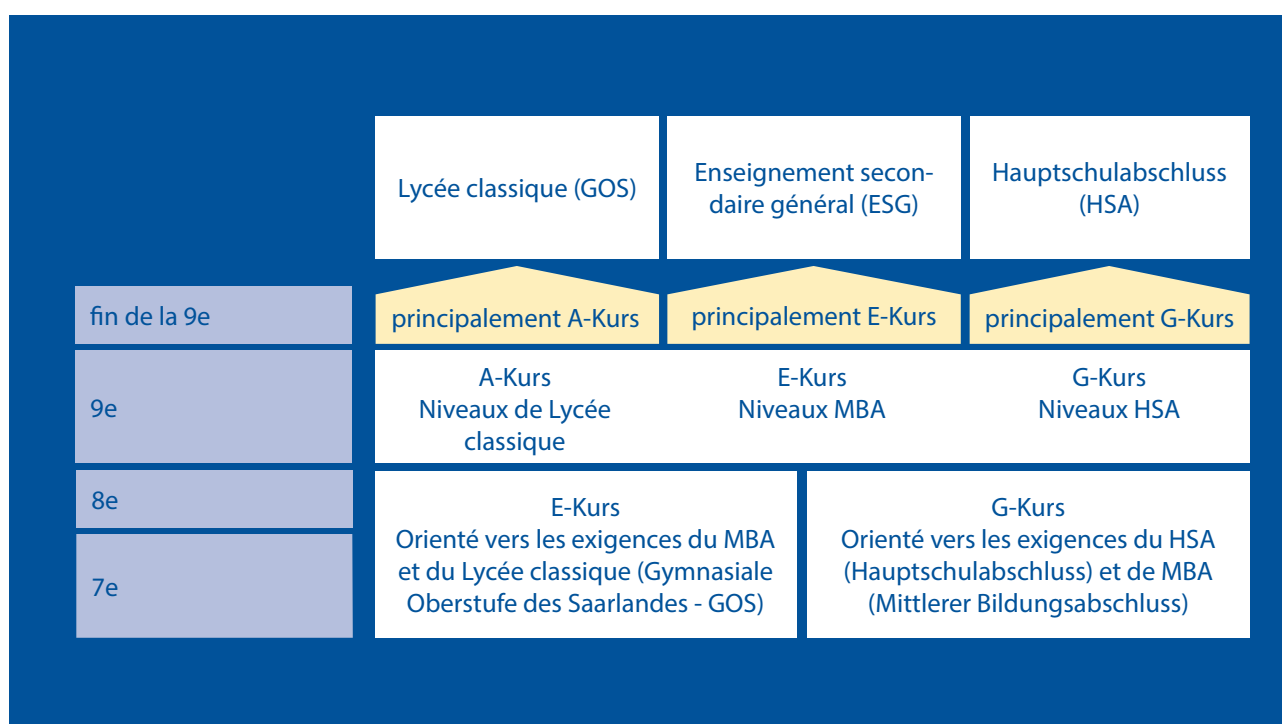 Lycée classique (GOS)
Enseignement secon-
daire général (ESG)
Hauptschulabschluss
(HSA)
fin de la 9e
principalement A-Kurs
principalement E-Kurs
principalement G-Kurs
9e
A-Kurs
Niveaux de Lycée
classique
E-Kurs
Niveaux MBA
G-Kurs
Niveaux HSA
8e
7e
E-Kurs
Orienté vers les exigences du MBA
et du Lycée classique (Gymnasiale
Oberstufe des Saarlandes - GOS)
G-Kurs
Orienté vers les exigences du HSA
(Hauptschulabschluss) et de MBA
(Mittlerer Bildungsabschluss)